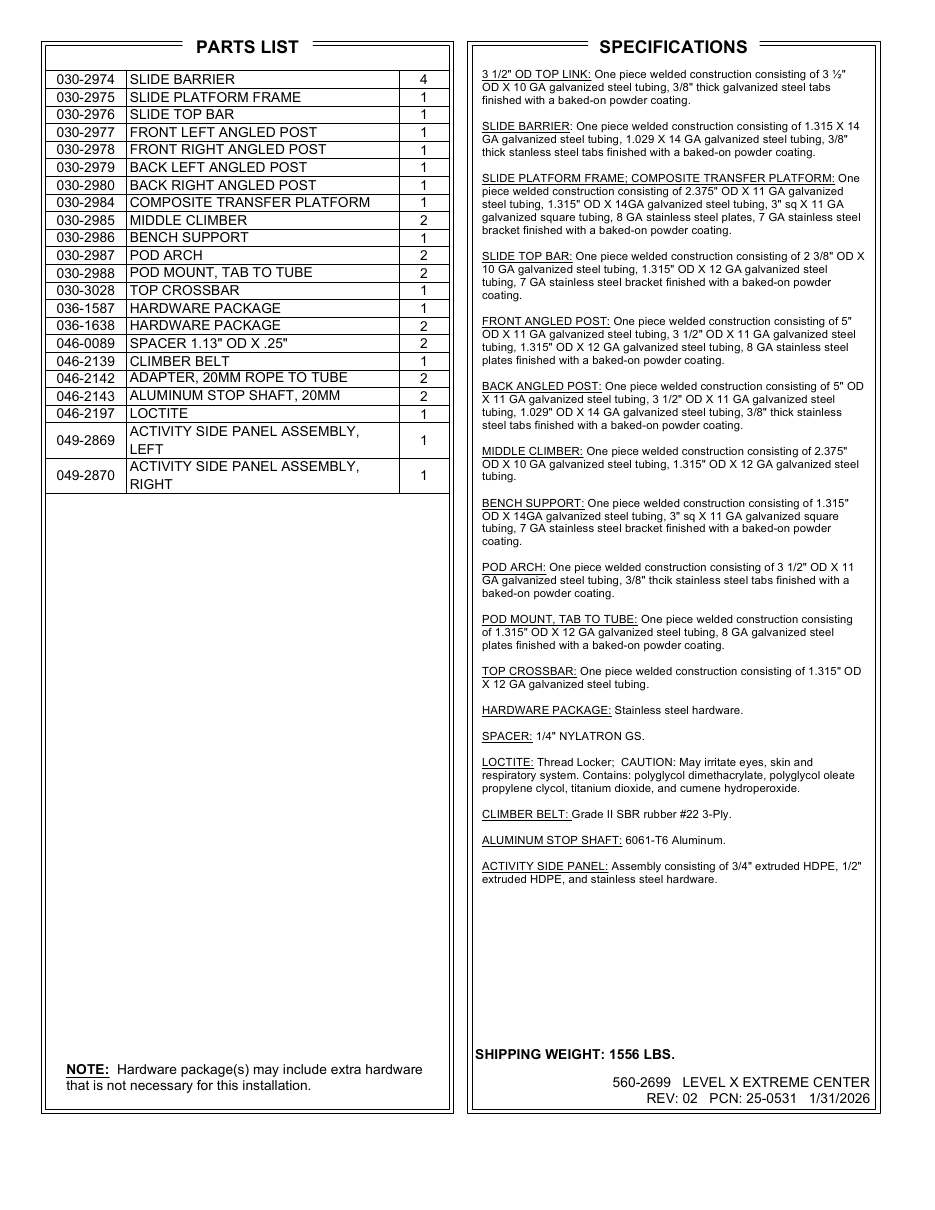 PARTS LIST
030-2974 SLIDE BARRIER 4
030-2975 SLIDE PLATFORM FRAME 1
030-2976 SLIDE TOP BAR 1
030-2977 FRONT LEFT ANGLED POST 1
030-2978 FRONT RIGHT ANGLED POST 1
030-2979 BACK LEFT ANGLED POST 1
030-2980 BACK RIGHT ANGLED POST 1
030-2984 COMPOSITE TRANSFER PLATFORM 1
030-2985 MIDDLE CLIMBER 2
030-2986 BENCH SUPPORT 1
030-2987 POD ARCH 2
030-2988 POD MOUNT, TAB TO TUBE 2
030-3028 TOP CROSSBAR 1
036-1587 HARDWARE PACKAGE 1
036-1638 HARDWARE PACKAGE 2
046-0089 SPACER 1.13" OD X .25" 2
046-2139 CLIMBER BELT 1
046-2142 ADAPTER, 20MM ROPE TO TUBE 2
046-2143 ALUMINUM STOP SHAFT, 20MM 2
046-2197 LOCTITE 1
049-2869 ACTIVITY SIDE PANEL ASSEMBLY,
LEFT 1
049-2870 ACTIVITY SIDE PANEL ASSEMBLY,
RIGHT 1
NOTE: Hardware package(s) may include extra hardware
that is not necessary for this installation.
SPECIFICATIONS
3 1/2" OD TOP LINK: One piece welded construction consisting of 3 ½"
OD X 10 GA galvanized steel tubing, 3/8" thick galvanized steel tabs
finished with a baked-on powder coating.
SLIDE BARRIER: One piece welded construction consisting of 1.315 X 14
GA galvanized steel tubing, 1.029 X 14 GA galvanized steel tubing, 3/8"
thick stanless steel tabs finished with a baked-on powder coating.
SLIDE PLATFORM FRAME; COMPOSITE TRANSFER PLATFORM: One
piece welded construction consisting of 2.375" OD X 11 GA galvanized
steel tubing, 1.315" OD X 14GA galvanized steel tubing, 3" sq X 11 GA
galvanized square tubing, 8 GA stainless steel plates, 7 GA stainless steel
bracket finished with a baked-on powder coating.
SLIDE TOP BAR: One piece welded construction consisting of 2 3/8" OD X
10 GA galvanized steel tubing, 1.315" OD X 12 GA galvanized steel
tubing, 7 GA stainless steel bracket finished with a baked-on powder
coating.
FRONT ANGLED POST: One piece welded construction consisting of 5"
OD X 11 GA galvanized steel tubing, 3 1/2" OD X 11 GA galvanized steel
tubing, 1.315" OD X 12 GA galvanized steel tubing, 8 GA stainless steel
plates finished with a baked-on powder coating.
BACK ANGLED POST: One piece welded construction consisting of 5" OD
X 11 GA galvanized steel tubing, 3 1/2" OD X 11 GA galvanized steel
tubing, 1.029" OD X 14 GA galvanized steel tubing, 3/8" thick stainless
steel tabs finished with a baked-on powder coating.
MIDDLE CLIMBER: One piece welded construction consisting of 2.375"
OD X 10 GA galvanized steel tubing, 1.315" OD X 12 GA galvanized steel
tubing.
BENCH SUPPORT: One piece welded construction consisting of 1.315"
OD X 14GA galvanized steel tubing, 3" sq X 11 GA galvanized square
tubing, 7 GA stainless steel bracket finished with a baked-on powder
coating.
POD ARCH: One piece welded construction consisting of 3 1/2" OD X 11
GA galvanized steel tubing, 3/8" thcik stainless steel tabs finished with a
baked-on powder coating.
POD MOUNT, TAB TO TUBE: One piece welded construction consisting
of 1.315" OD X 12 GA galvanized steel tubing, 8 GA galvanized steel
plates finished with a baked-on powder coating.
TOP CROSSBAR: One piece welded construction consisting of 1.315" OD
X 12 GA galvanized steel tubing.
HARDWARE PACKAGE: Stainless steel hardware.
SPACER: 1/4" NYLATRON GS.
LOCTITE: Thread Locker; CAUTION: May irritate eyes, skin and
respiratory system. Contains: polyglycol dimethacrylate, polyglycol oleate
propylene clycol, titanium dioxide, and cumene hydroperoxide.
CLIMBER BELT: Grade II SBR rubber #22 3-Ply.
ALUMINUM STOP SHAFT: 6061-T6 Aluminum.
ACTIVITY SIDE PANEL: Assembly consisting of 3/4" extruded HDPE, 1/2"
extruded HDPE, and stainless steel hardware.
SHIPPING WEIGHT: 1556 LBS.
560-2699 LEVEL X EXTREME CENTER
REV: 02 PCN: 25-0531 1/31/2026